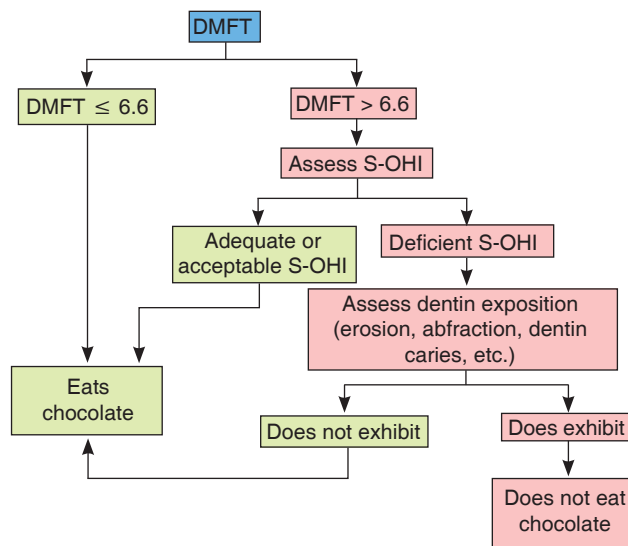 DMFT
DMFT ≤ 6.6
DMFT > 6.6
Assess S-OHI
Adequate or
acceptable S-OHI
Deficient S-OHI
Assess dentin exposition
(erosion, abfraction, dentin
caries, etc.)
Eats
chocolate
Does not exhibit
Does exhibit
Does not eat
chocolate